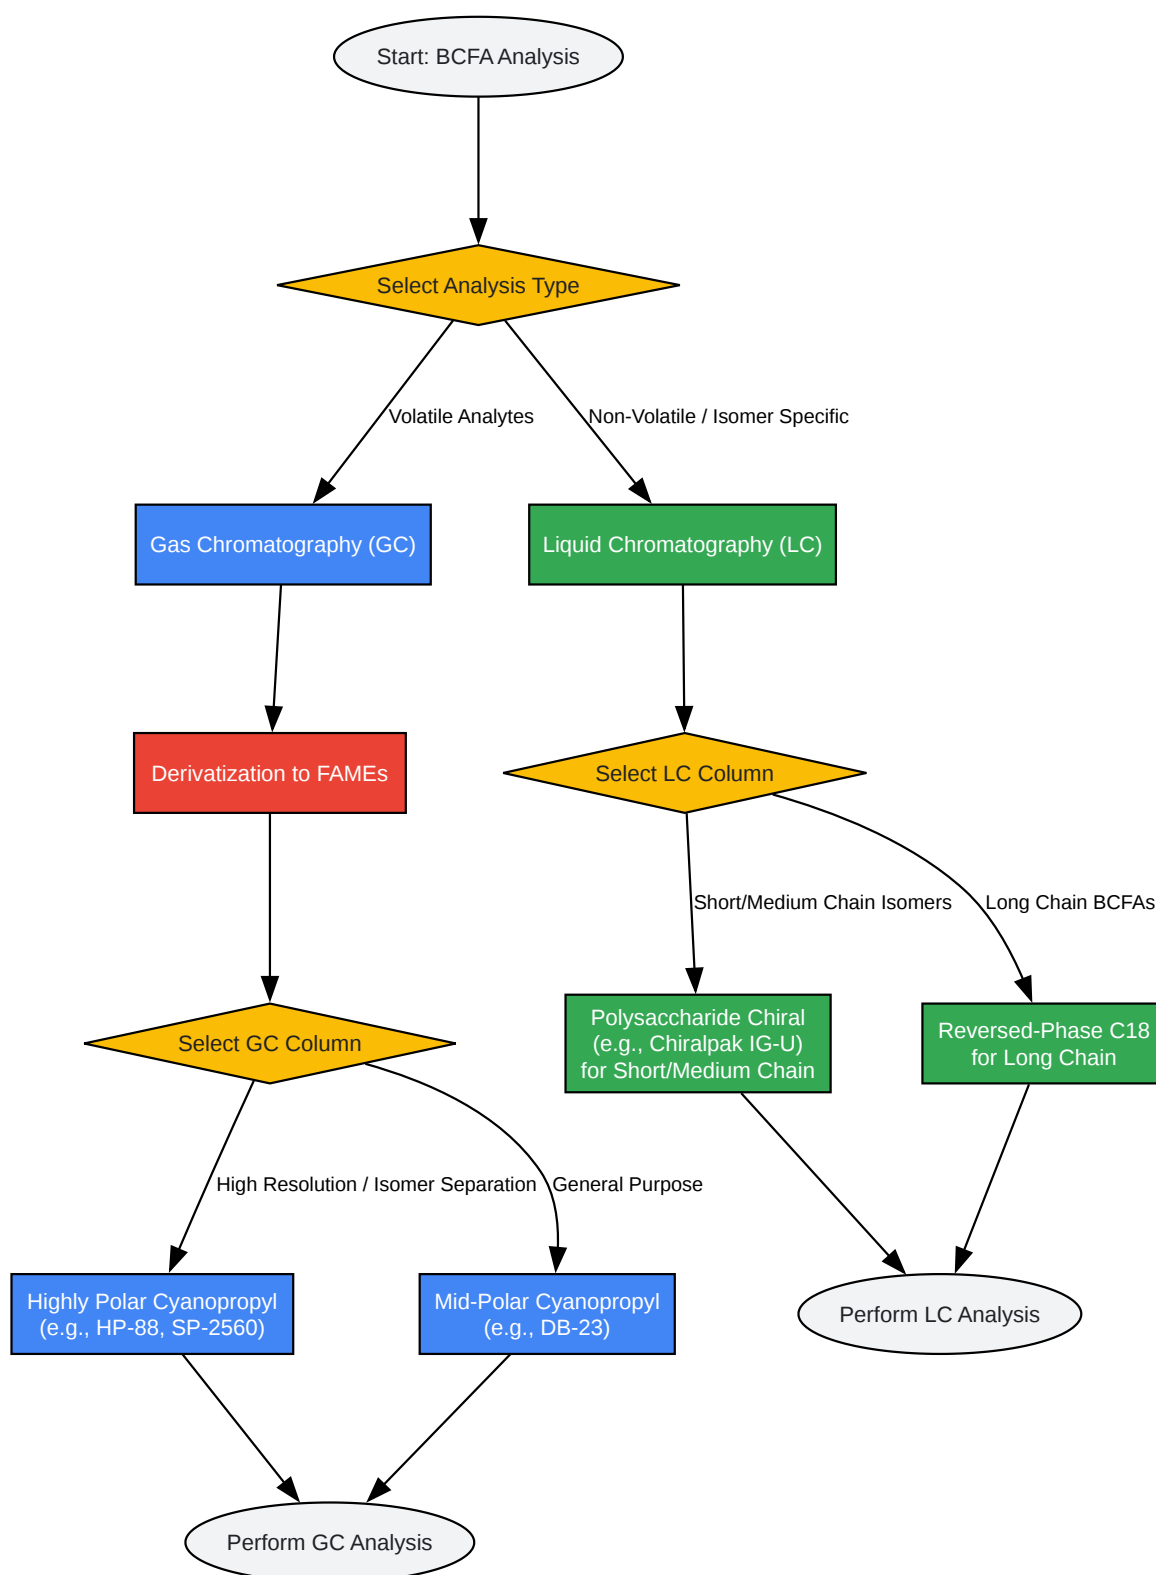 Start: BCFA Analysis
Select Analysis Type
Volatile Analytes
Non-Volatile / Isomer Specific
Gas Chromatography (GC)
Liquid Chromatography (LC)
Derivatization to FAMEs
Select LC Column
Short/Medium Chain Isomers
Long Chain BCFAs
Polysaccharide Chiral
(e.g., Chiralpak IG-U)
for Short/Medium Chain
Reversed-Phase C18
for Long Chain
Select GC Column
High Resolution / Isomer Separation
General Purpose
Highly Polar Cyanopropyl
(e.g., HP-88, SP-2560)
Mid-Polar Cyanopropyl
(e.g., DB-23)
Perform LC Analysis
Perform GC Analysis